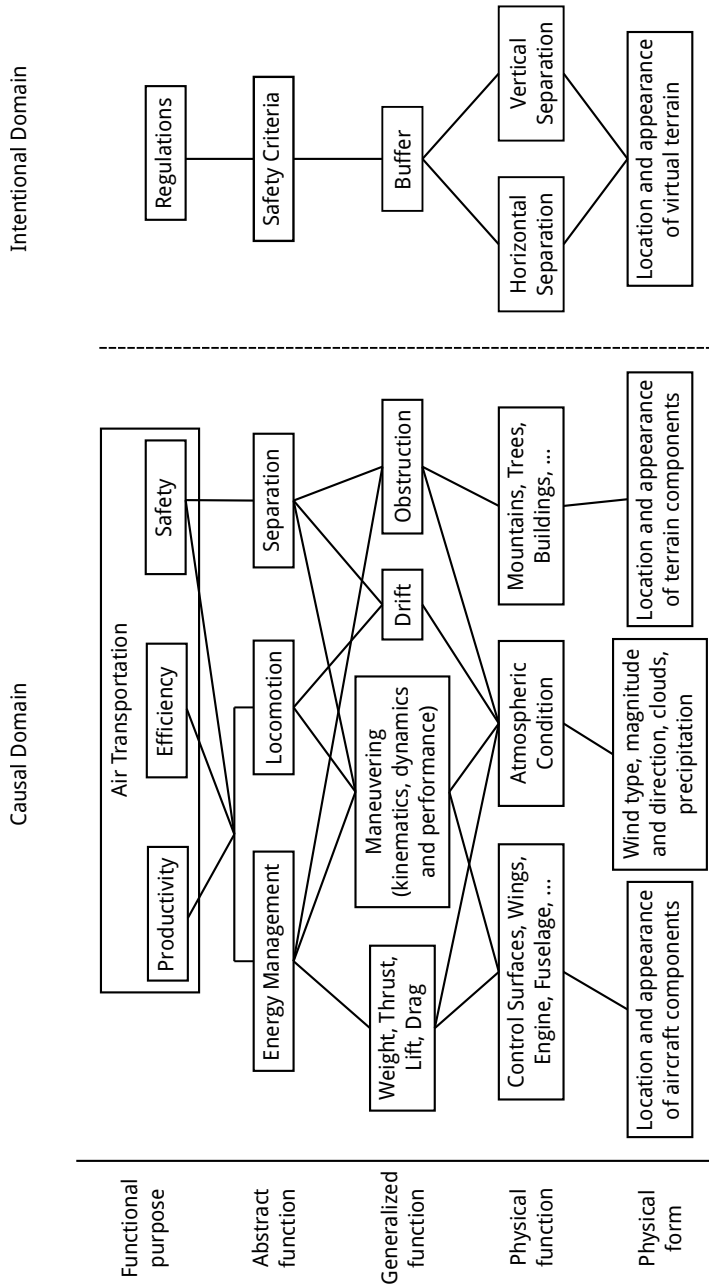 Causal Domain
Intentional Domain
Functional
purpose
Air Transportation
Productivity
Efficiency
Safety
Regulations
Abstract
function
Energy Management
Locomotion
Separation
Safety Criteria
Generalized
function
Weight, Thrust,
Lift, Drag
Maneuvering
(kinematics, dynamics
and performance)
Drift
Obstruction
Buffer
Physical
function
Control Surfaces, Wings,
Engine, Fuselage, ...
Atmospheric
Condition
Mountains, Trees,
Buildings, ...
Horizontal
Separation
Vertical
Separation
Physical
form
Location and appearance
of aircraft components
Wind type, magnitude
and direction, clouds,
precipitation
Location and appearance
of terrain components
Location and appearance
of virtual terrain